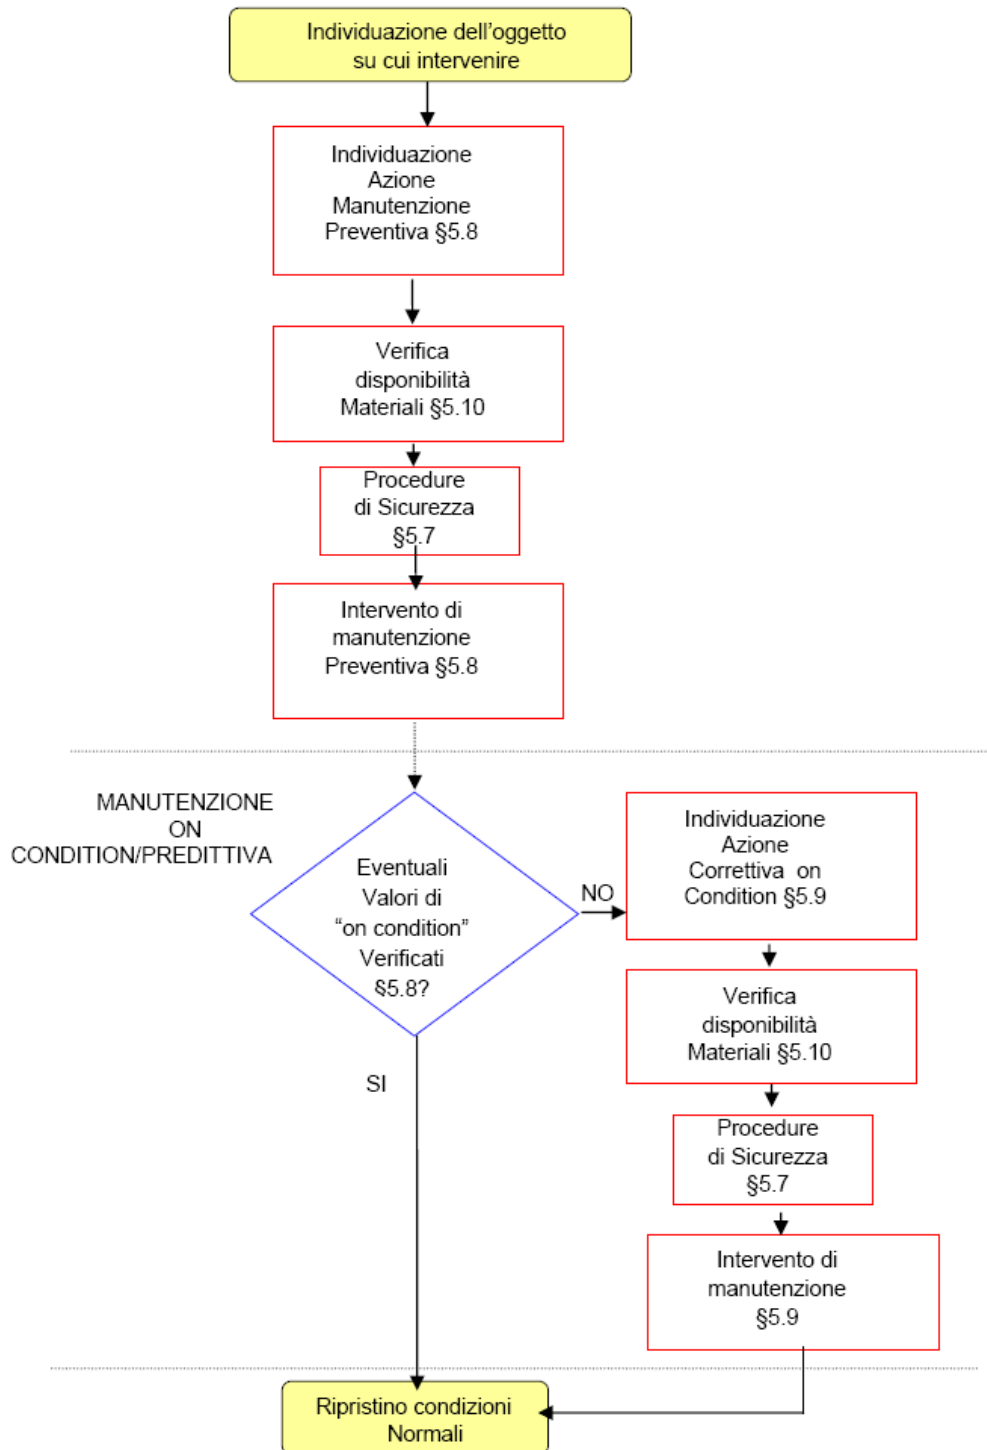 Individuazione dell'oggetto
su cui intervenire
Individuazione
Azione
Manutenzione
Preventiva §5.8
Verifica
disponibilità
Materiali §5.10
Procedure
di Sicurezza
§5.7
Intervento di
manutenzione
Preventiva §5.8
MANUTENZIONE
ON
CONDITION/PREDITTIVA
Eventuali
Valori di
“on condition”
Verificati
§5.8?
NO
SI
Individuazione
Azione
Correttiva on
Condition §5.9
Verifica
disponibilità
Materiali §5.10
Procedure
di Sicurezza
§5.7
Intervento di
manutenzione
§5.9
Ripristino condizioni
Normali